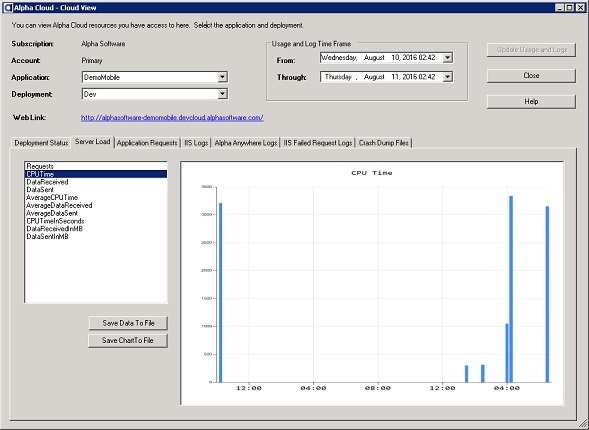 Alpha Cloud - Cloud View
You can view Alpha Cloud resources you have access to here. Select the application and deployment.
Subscription: Alpha Software
Account: Primary
Application: DemoMobile
Deployment: Dev
Web Link: http://alphasoftware-demomobile.devcloud.alphasoftware.com/
Usage and Log Time Frame
From: Wednesday, August 10, 2016 02:42
Through: Thursday , August 11, 2016 02:42
Update Usage and Logs
Close
Help
Deployment Status Server Load Application Requests IIS Logs Alpha Anywhere Logs IIS Failed Request Logs Crash Dump Files
Requests
CPUTime
DataReceived
DataSent
AverageCPUTime
AverageDataReceived
AverageDataSent
CPUTimeInSeconds
DataReceivedInMB
DataSentInMB
Save Data To File
Save ChartTo File
CPU Time
3500
3000
2500
2000
1500
1000
500
0
12:00 04:00 08:00 12:00 04:00